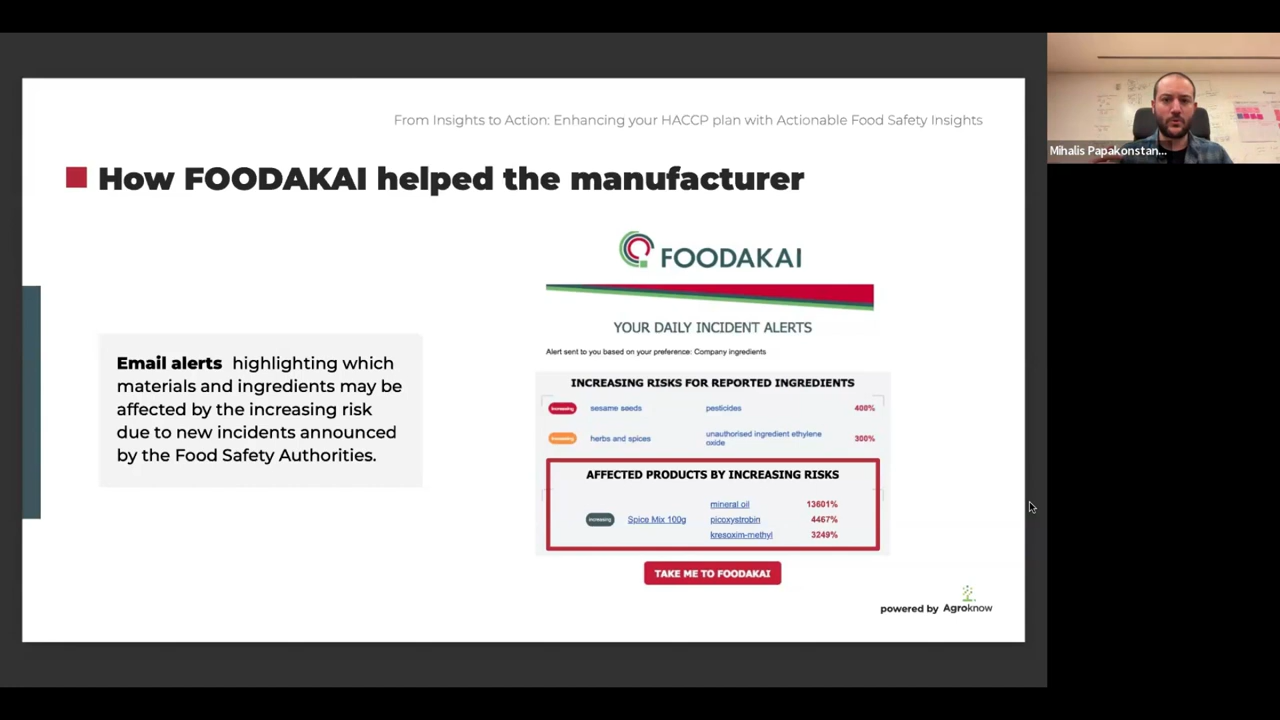 From Insights to Action: Enhancing your HACCP plan with Actionable Food Safety Insights
How FOODAKAI helped the manufacturer
Mihalis Papakonstan...
FOODAKAI
YOUR DAILY INCIDENT ALERTS
Alert sent to you based on your preference: Company ingredients
Email alerts highlighting which
materials and ingredients may be
affected by the increasing risk
due to new incidents announced
by the Food Safety Authorities.
INCREASING RISKS FOR REPORTED INGREDIENTS
increasing sesame seeds pesticides 400%
increasing herbs and spices unauthorised ingredient ethylene oxide 300%
AFFECTED PRODUCTS BY INCREASING RISKS
mineral oil 13601%
increasing Spice Mix 100g picoxystrobin 4467%
kresoxim-methyl 3249%
TAKE ME TO FOODAKAI
powered by Agroknow